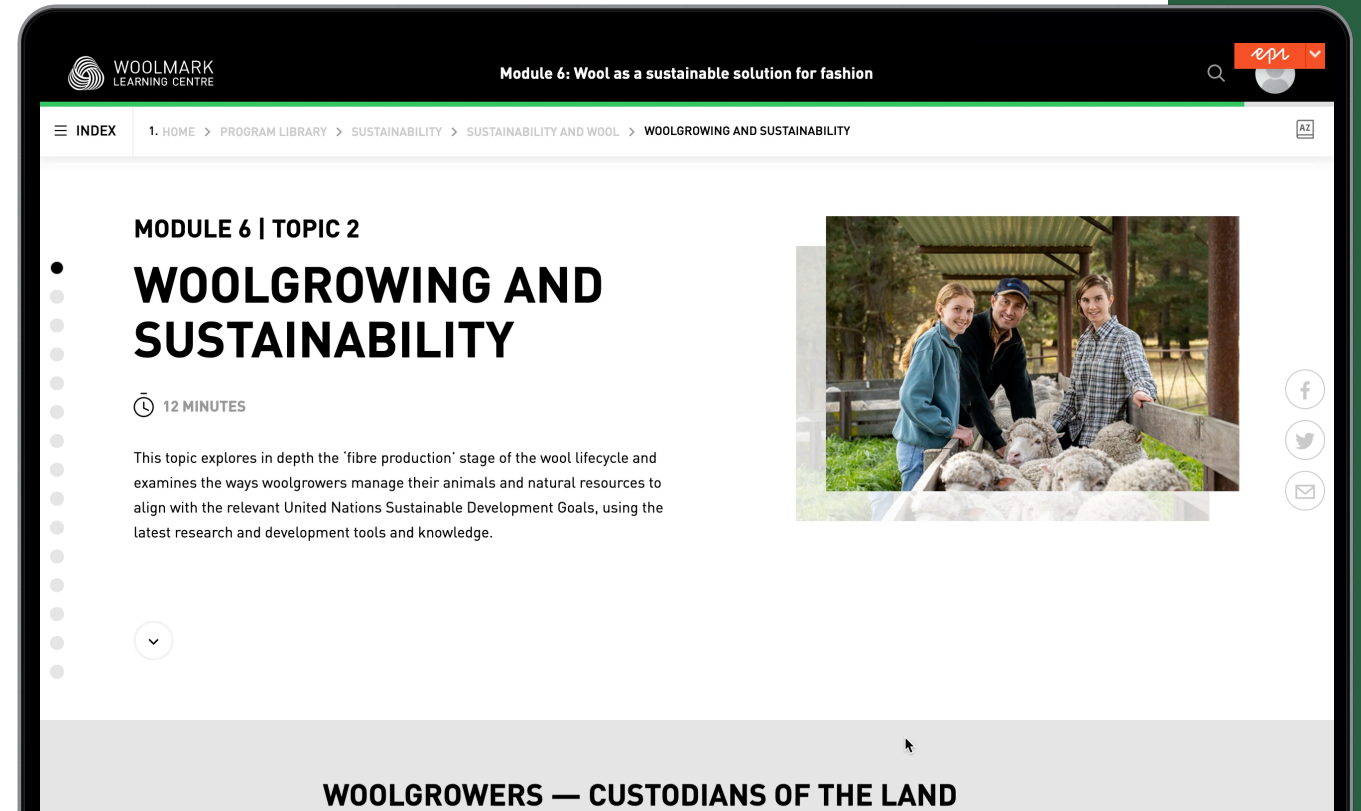 WOOLMARK
LEARNING CENTRE
Module 6: Wool as a sustainable solution for fashion
epi
INDEX
1. HOME > PROGRAM LIBRARY > SUSTAINABILITY > SUSTAINABILITY AND WOOL > WOOLGROWING AND SUSTAINABILITY
AZ
MODULE 6 | TOPIC 2
WOOLGROWING AND
SUSTAINABILITY
12 MINUTES
This topic explores in depth the ‘fibre production’ stage of the wool lifecycle and
examines the ways woolgrowers manage their animals and natural resources to
align with the relevant United Nations Sustainable Development Goals, using the
latest research and development tools and knowledge.
WOOLGROWERS — CUSTODIANS OF THE LAND